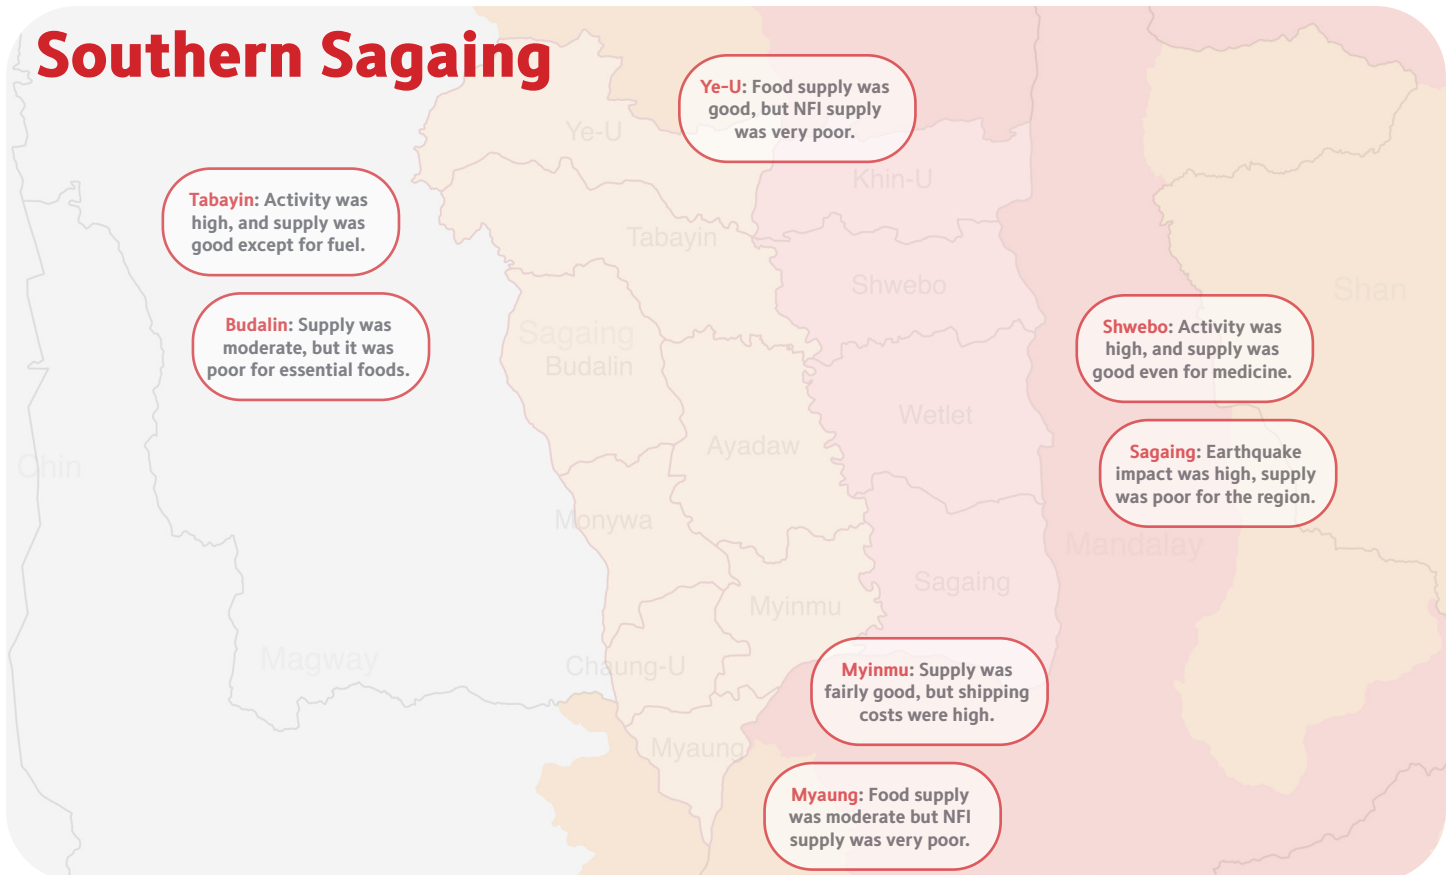 Southern Sagaing
Ye-U: Food supply was
good, but NFI supply
was very poor.
Ye-U
Khin-U
Tabayin: Activity was
high, and supply was
good except for fuel.
Tabayin
Shwebo
Shan
Budalin: Supply was
moderate, but it was
poor for essential foods.
Sagaing
Budalin
Shwebo: Activity was
high, and supply was
good even for medicine.
Wetlet
Ayadaw
Chin
Sagaing: Earthquake
impact was high, supply
was poor for the region.
Monywa
Mandalay
Sagaing
Myinmu
Magway
Chaung-U
Myinmu: Supply was
fairly good, but shipping
costs were high.
Myaung
Myaung: Food supply
was moderate but NFI
supply was very poor.